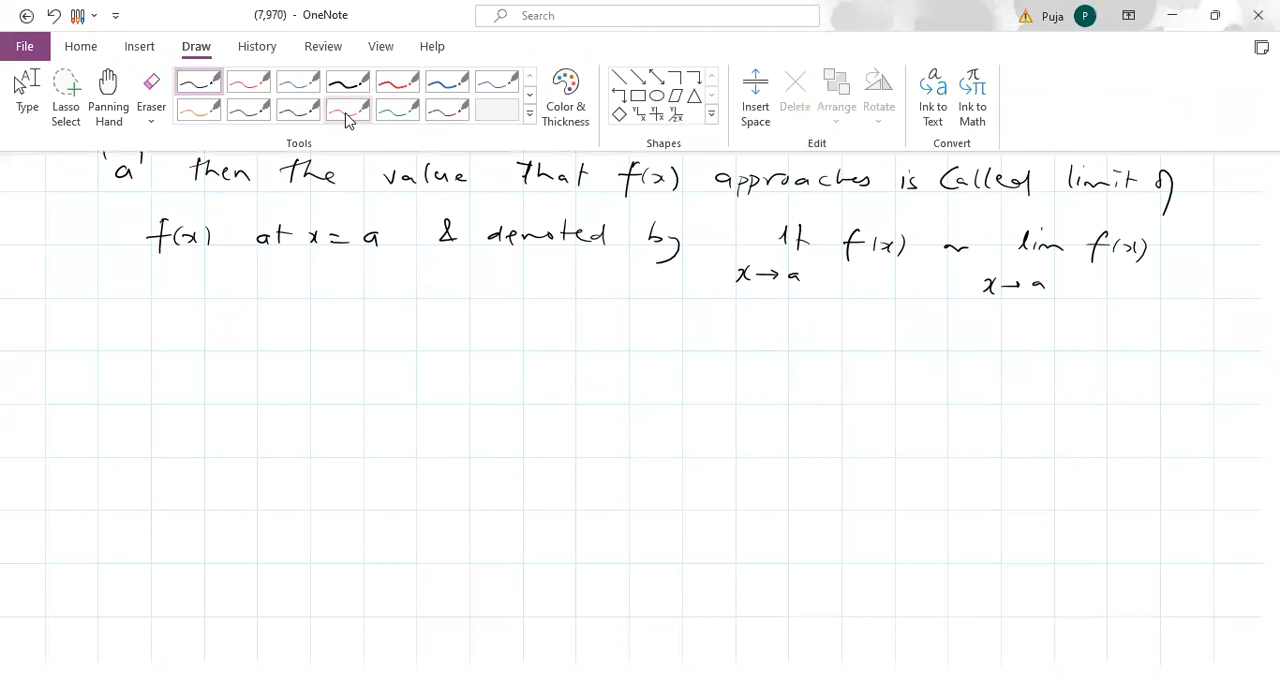 (7,970) - OneNote
Search
Puja
P
File
Home
Insert
Draw
History
Review
View
Help
Type
Lasso Select
Panning Hand
Eraser
Color & Thickness
Insert Space
Delete
Arrange
Rotate
Ink to Text
Ink to Math
Tools
Shapes
Edit
Convert
'a' then the value that f(x) approaches is called limit of
f(x) at x = a & denoted by lt f(x) or lim f(x)
x→a x→a